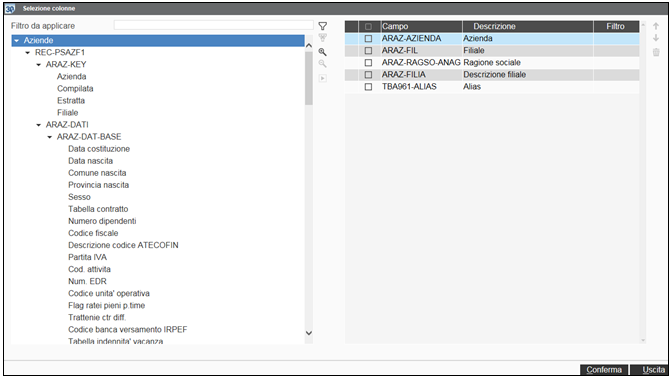 30 Selezione colonne
Filtro da applicare
Aziende
REC-PSAZF1
ARAZ-KEY
Azienda
Compilata
Estratta
Filiale
ARAZ-DATI
ARAZ-DAT-BASE
Data costituzione
Data nascita
Comune nascita
Provincia nascita
Sesso
Tabella contratto
Numero dipendenti
Codice fiscale
Descrizione codice ATECOFIN
Partita IVA
Cod. attivita
Num. EDR
Codice unita' operativa
Flag ratei pieni p.time
Trattenie ctr diff.
Codice banca versamento IRPEF
Tabella indennita' vacanza
Campo Descrizione Filtro
ARAZ-AZIENDA Azienda
ARAZ-FIL Filiale
ARAZ-RAGSO-ANAG Ragione sociale
ARAZ-FILIA Descrizione filiale
TBA961-ALIAS Alias
Conferma Uscita